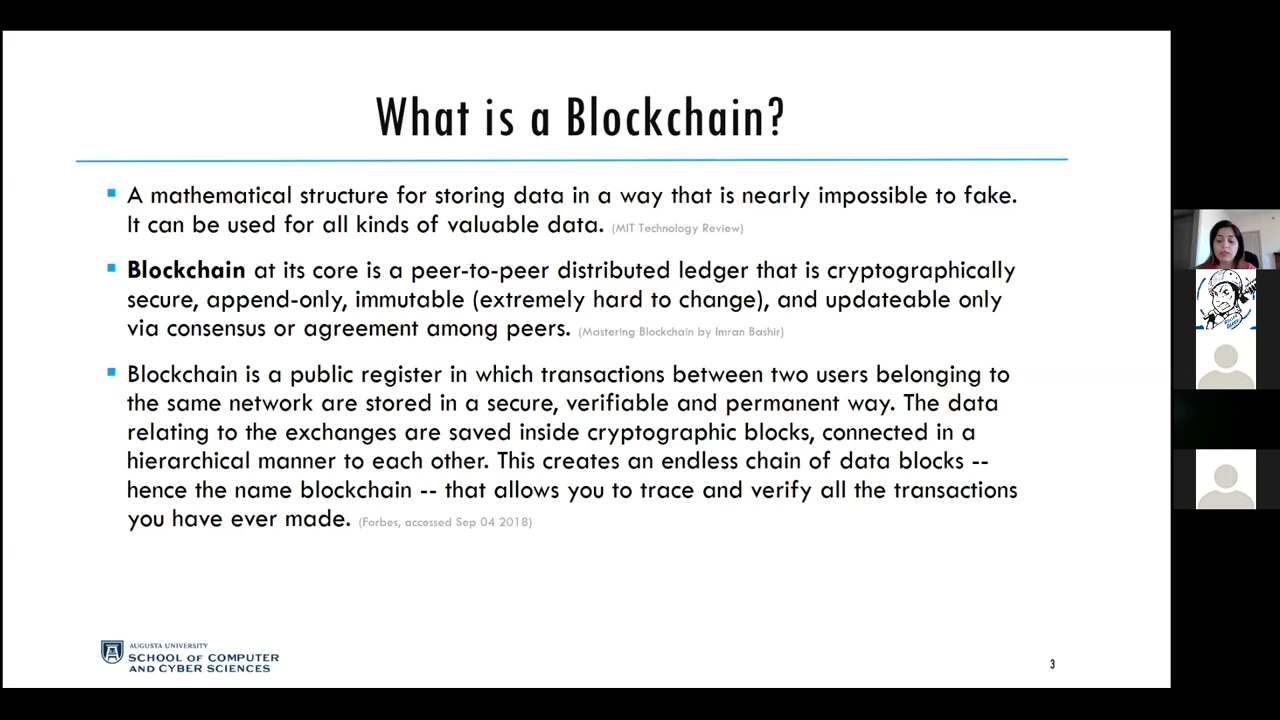 What is a Blockchain?
A mathematical structure for storing data in a way that is nearly impossible to fake.
It can be used for all kinds of valuable data. (MIT Technology Review)
Blockchain at its core is a peer-to-peer distributed ledger that is cryptographically
secure, append-only, immutable (extremely hard to change), and updateable only
via consensus or agreement among peers. (Mastering Blockchain by Imran Bashir)
Blockchain is a public register in which transactions between two users belonging to
the same network are stored in a secure, verifiable and permanent way. The data
relating to the exchanges are saved inside cryptographic blocks, connected in a
hierarchical manner to each other. This creates an endless chain of data blocks --
hence the name blockchain -- that allows you to trace and verify all the transactions
you have ever made. (Forbes, accessed Sep 04 2018)
AUGUSTA UNIVERSITY
SCHOOL OF COMPUTER
AND CYBER SCIENCES
3